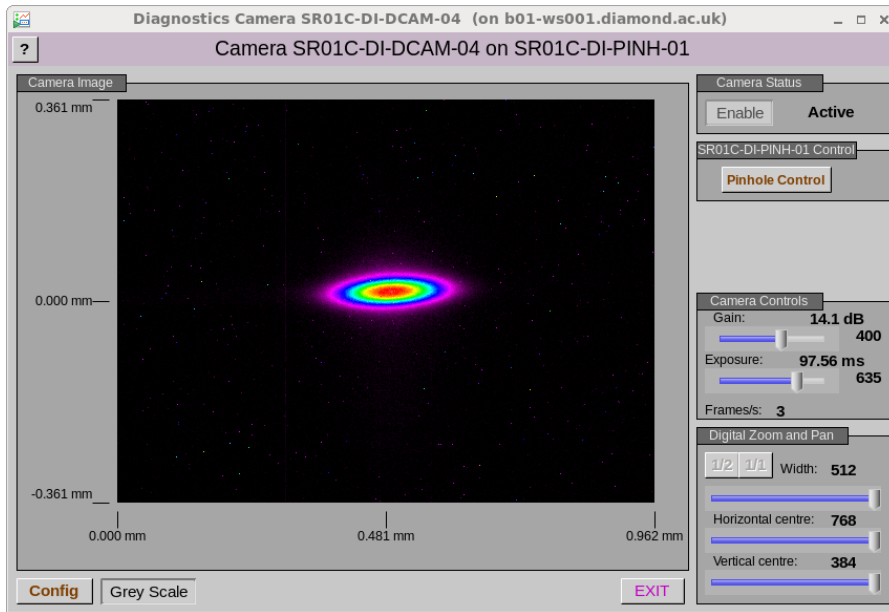 Diagnostics Camera SR01C-DI-DCAM-04 (on b01-ws001.diamond.ac.uk)
? Camera SR01C-DI-DCAM-04 on SR01C-DI-PINH-01
Camera Image
0.361 mm
0.000 mm
-0.361 mm
0.000 mm 0.481 mm 0.962 mm
Config Grey Scale EXIT
Camera Status
Enable Active
SR01C-DI-PINH-01 Control
Pinhole Control
Camera Controls
Gain: 14.1 dB
400
Exposure: 97.56 ms
635
Frames/s: 3
Digital Zoom and Pan
1/2 1/1 Width: 512
Horizontal centre: 768
Vertical centre: 384